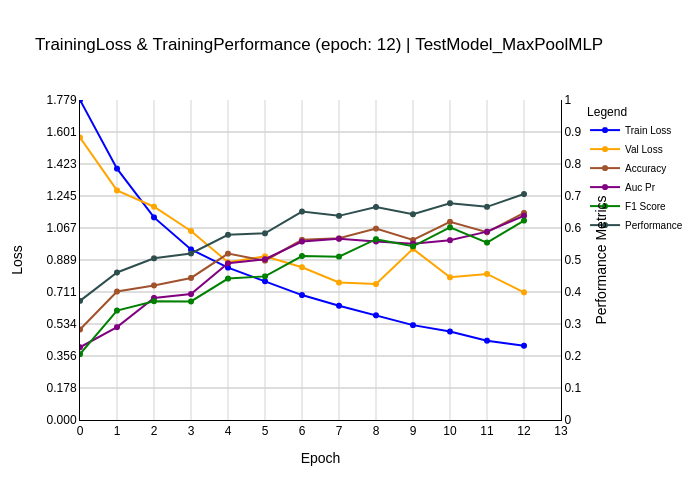 TrainingLoss & TrainingPerformance (epoch: 12) | TestModel_MaxPoolMLP
Legend
Train Loss
Val Loss
Accuracy
Auc Pr
F1 Score
Performance
Loss
1.779
1.601
1.423
1.245
1.067
0.889
0.711
0.534
0.356
0.178
0.000
1
0.9
0.8
0.7
0.6
0.5
0.4
0.3
0.2
0.1
0
Performance Metrics
0 1 2 3 4 5 6 7 8 9 10 11 12 13
Epoch